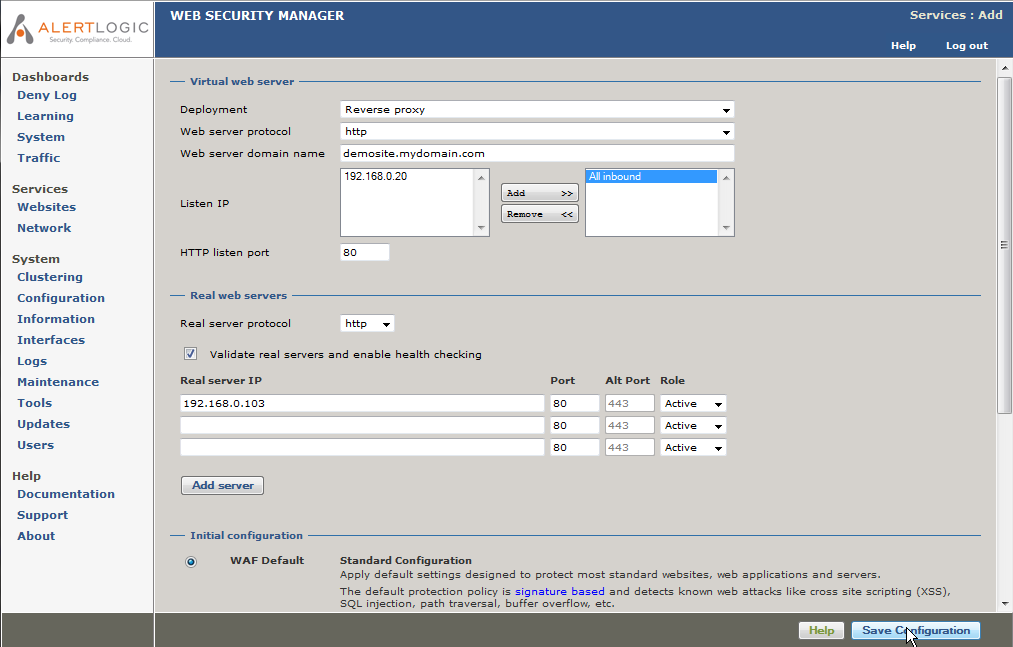 ALERTLOGIC
Security. Compliance. Cloud.
WEB SECURITY MANAGER
Services : Add
Help
Log out
Dashboards
Deny Log
Learning
System
Traffic
Services
Websites
Network
System
Clustering
Configuration
Information
Interfaces
Logs
Maintenance
Tools
Updates
Users
Help
Documentation
Support
About
Virtual web server
Deployment Reverse proxy
Web server protocol http
Web server domain name demosite.mydomain.com
Listen IP
192.168.0.20
Add >>
Remove <<
All inbound
HTTP listen port 80
Real web servers
Real server protocol http
Validate real servers and enable health checking
Real server IP Port Alt Port Role
192.168.0.103 80 443 Active
80 443 Active
80 443 Active
Add server
Initial configuration
WAF Default Standard Configuration
Apply default settings designed to protect most standard websites, web applications and servers.
The default protection policy is signature based and detects known web attacks like cross site scripting (XSS),
SQL injection, path traversal, buffer overflow, etc.
Help
Save Configuration